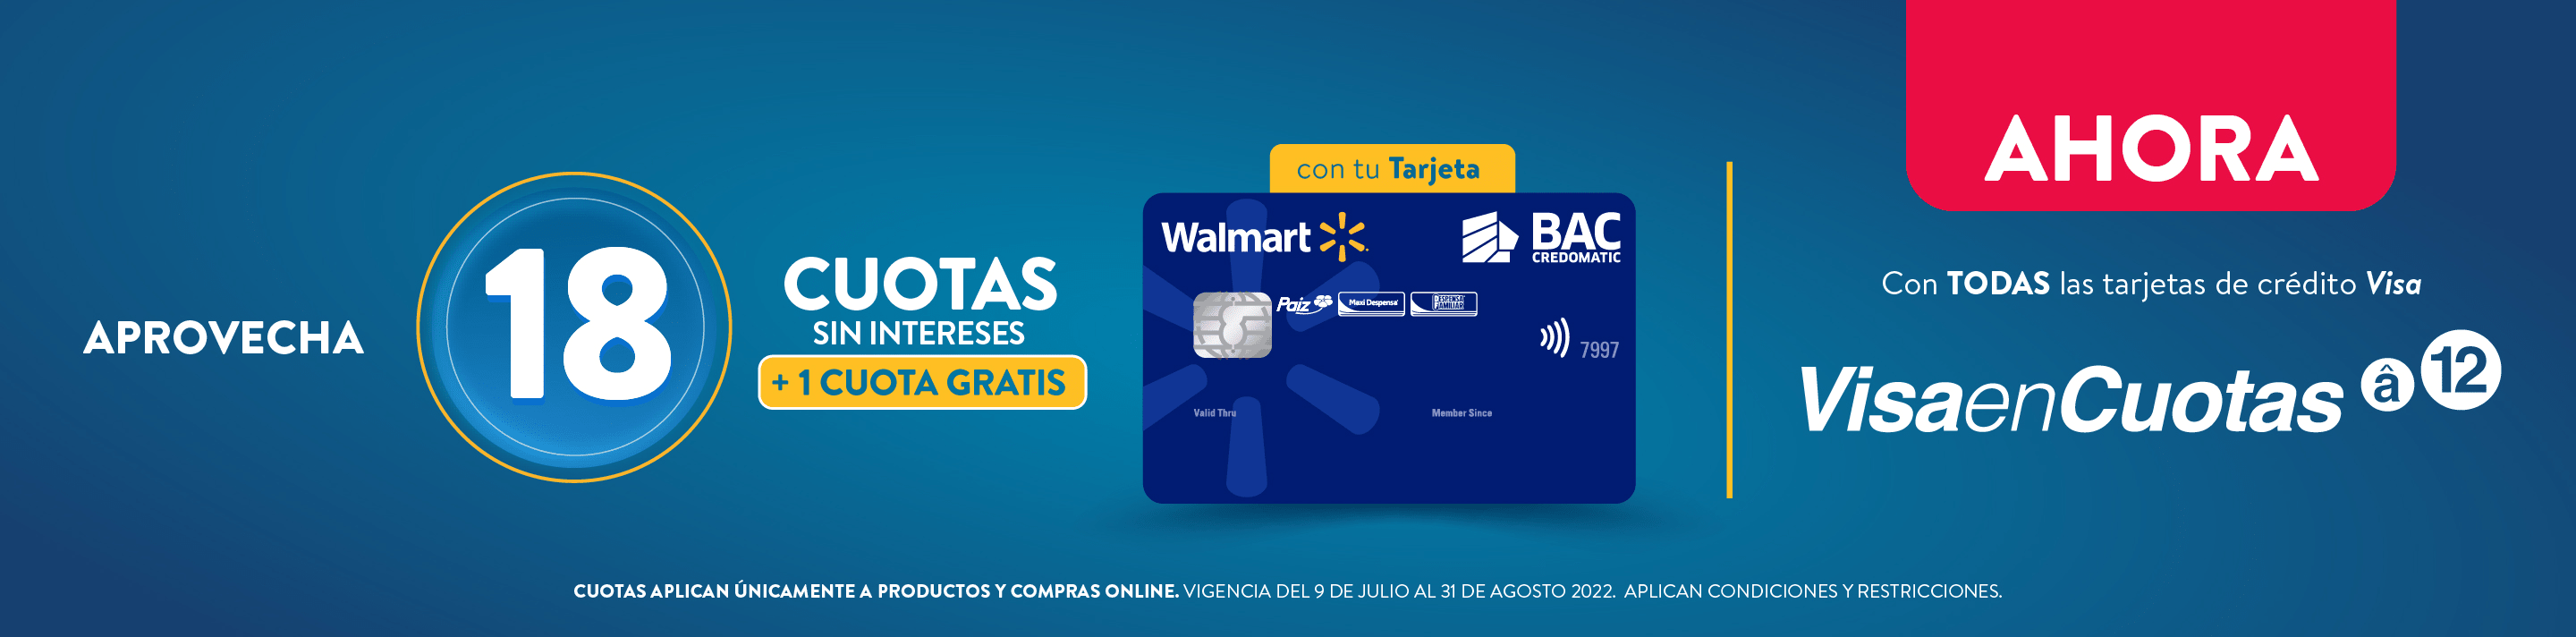 APROVECHA
18
CUOTAS
SIN INTERESES
+ 1 CUOTA GRATIS
con tu Tarjeta
Walmart
BAC
CREDOMATIC
Paiz
Maxi Despensa
DESPENSA
FAMILIAR
7997
Valid Thru
Member Since
AHORA
Con TODAS las tarjetas de crédito Visa
VisaenCuotas â 12
CUOTAS APLICAN ÚNICAMENTE A PRODUCTOS Y COMPRAS ONLINE. VIGENCIA DEL 9 DE JULIO AL 31 DE AGOSTO 2022. APLICAN CONDICIONES Y RESTRICCIONES.